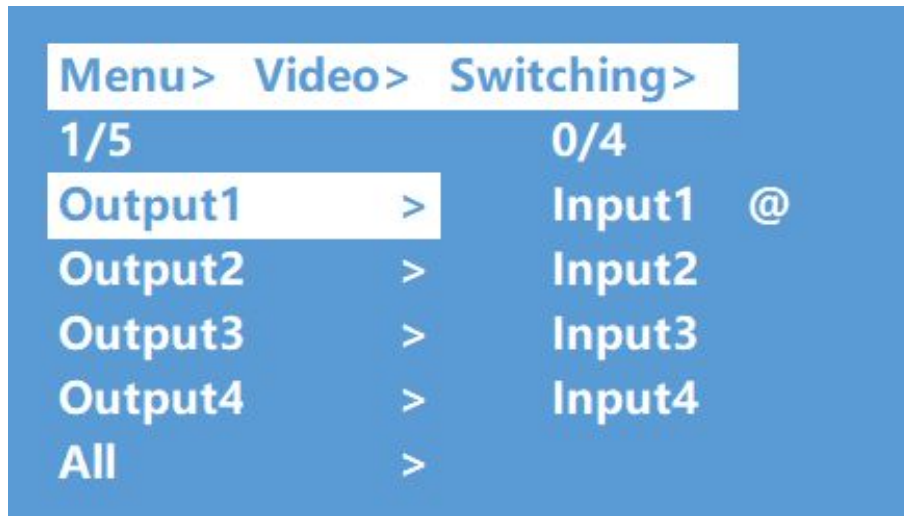 Menu> Video> Switching>
1/5 0/4
Output1 > Input1 @
Output2 > Input2
Output3 > Input3
Output4 > Input4
All >